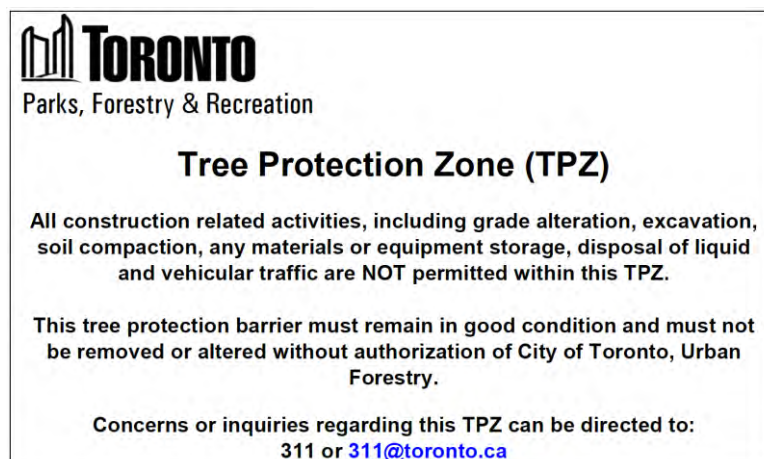 TORONTO
Parks, Forestry & Recreation
Tree Protection Zone (TPZ)
All construction related activities, including grade alteration, excavation,
soil compaction, any materials or equipment storage, disposal of liquid
and vehicular traffic are NOT permitted within this TPZ.
This tree protection barrier must remain in good condition and must not
be removed or altered without authorization of City of Toronto, Urban
Forestry.
Concerns or inquiries regarding this TPZ can be directed to:
311 or 311@toronto.ca